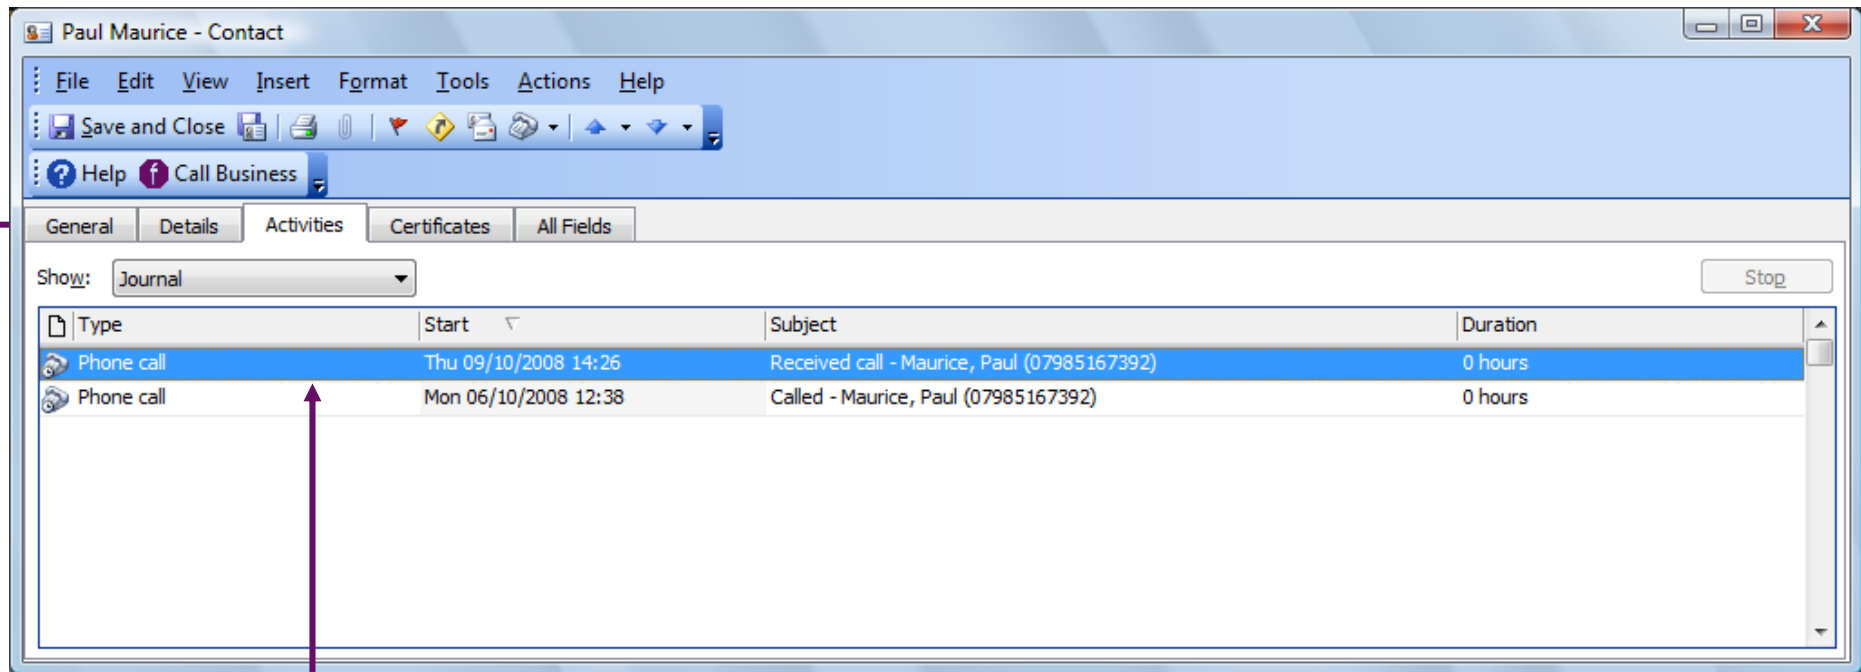 Paul Maurice - Contact
File Edit View Insert Format Tools Actions Help
Save and Close
Help f Call Business
General Details Activities Certificates All Fields
Show: Journal Stop
Type Start Subject Duration
Phone call Thu 09/10/2008 14:26 Received call - Maurice, Paul (07985167392) 0 hours
Phone call Mon 06/10/2008 12:38 Called - Maurice, Paul (07985167392) 0 hours